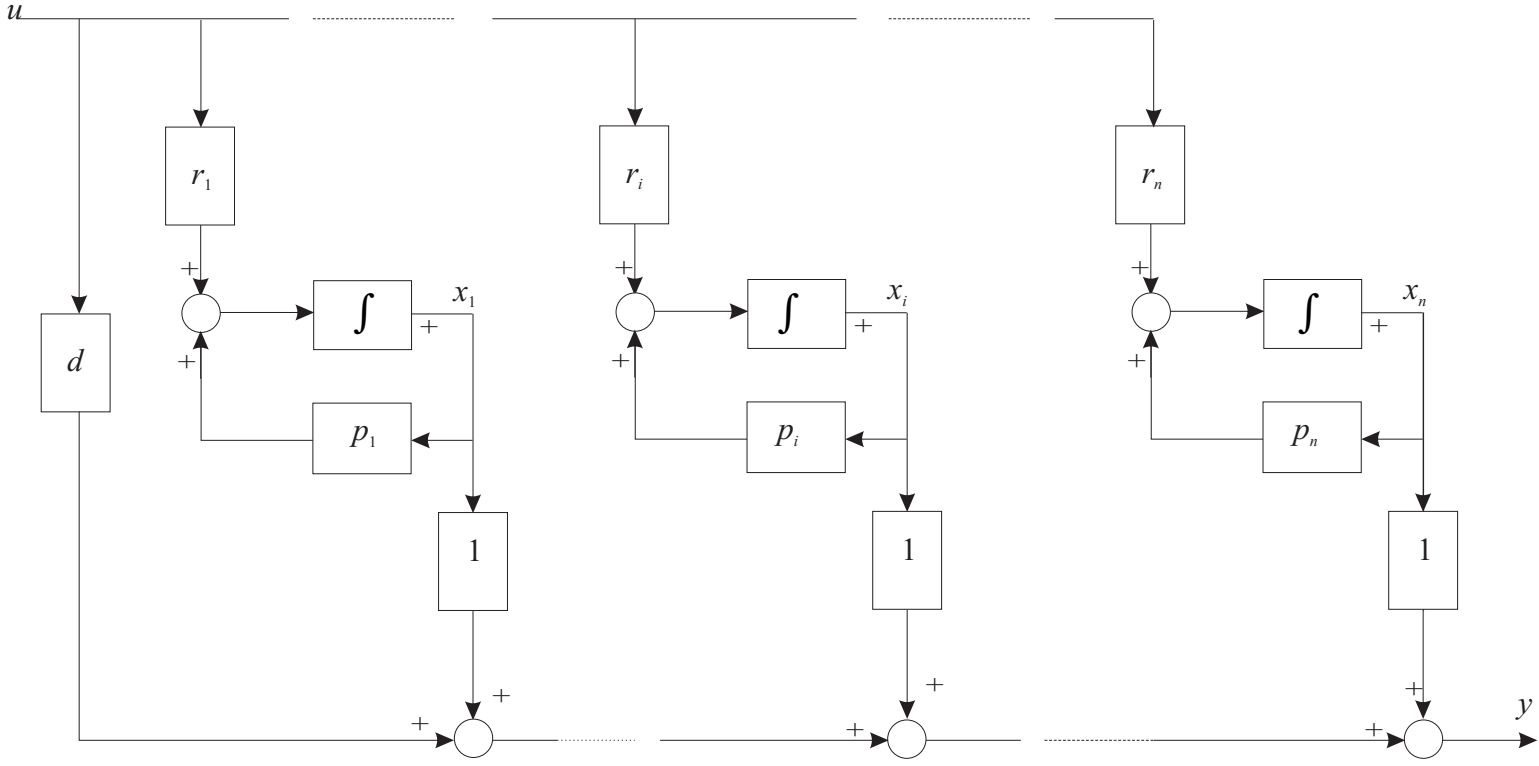 u
r₁ rᵢ rₙ
+ + +
∫ x₁ ∫ xᵢ ∫ xₙ
+ + +
+ + +
d p₁ pᵢ pₙ
1 1 1
+ + +
+ + + y